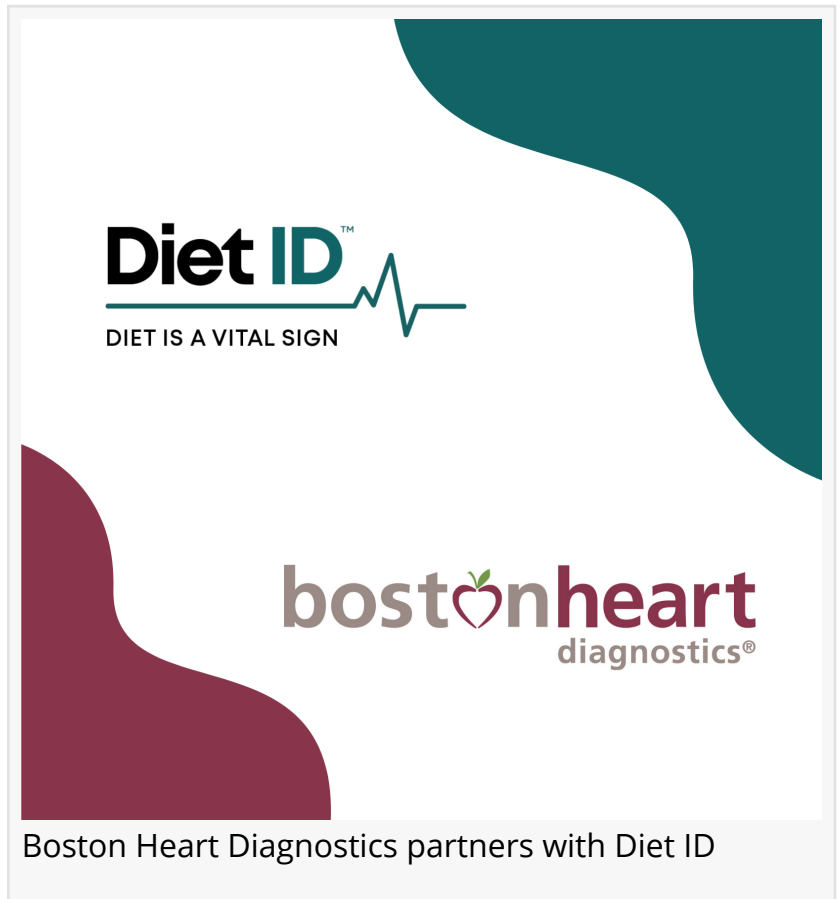 Diet ID™
DIET IS A VITAL SIGN
bostonheart
diagnostics®
Boston Heart Diagnostics partners with Diet ID